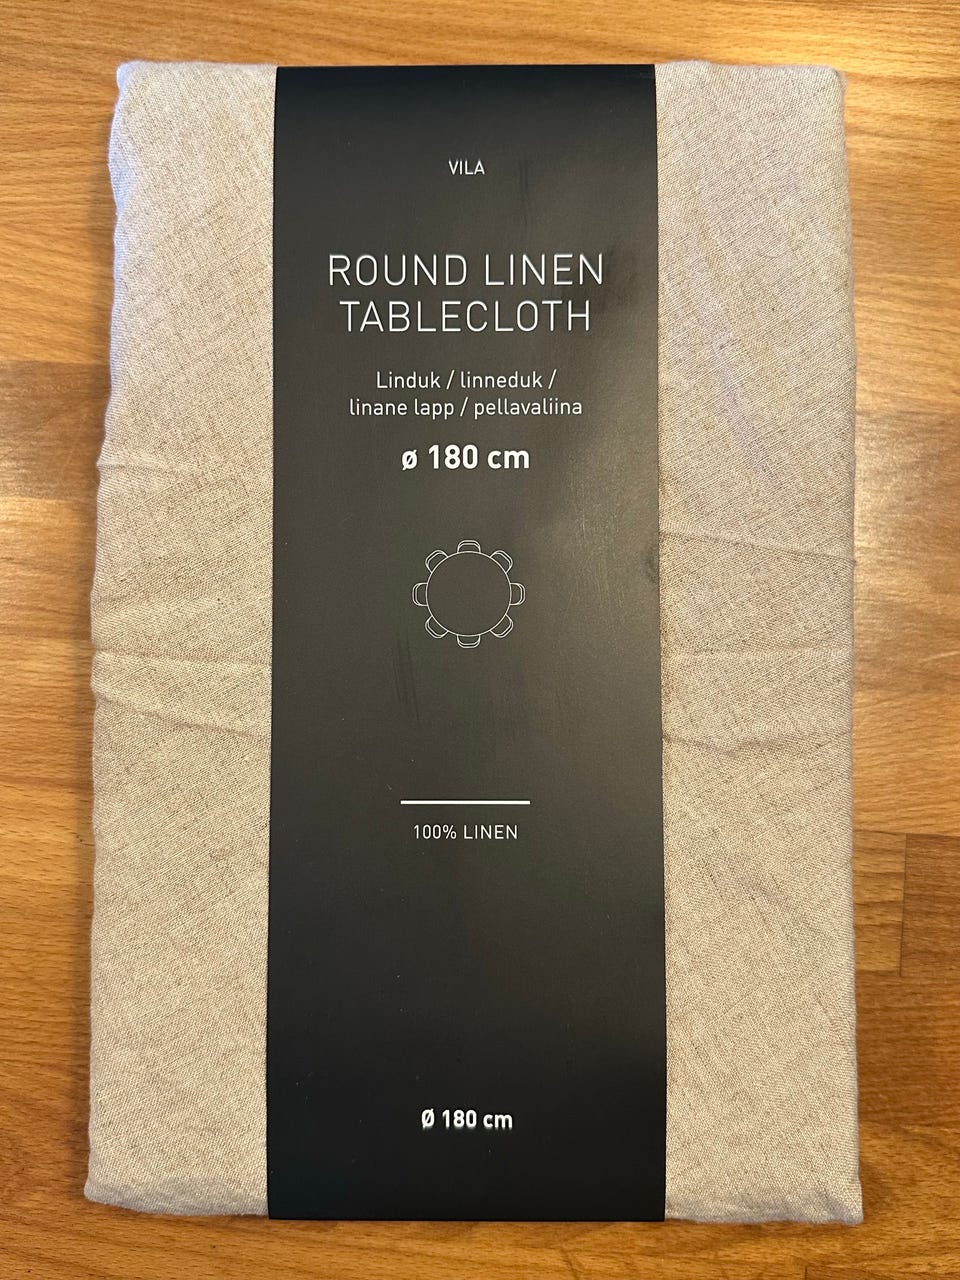 VILA
ROUND LINEN
TABLECLOTH
Linduk / linneduk /
linane lapp / pellavaliina
ø 180 cm
100% LINEN
Ø 180 cm